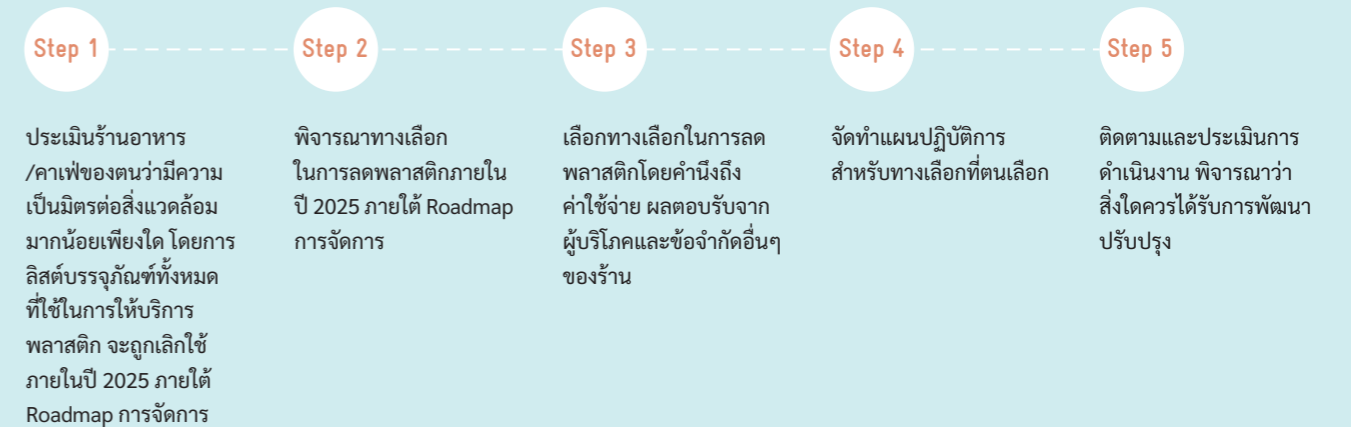 Step 1
ประเมินร้านอาหาร
/คาเฟ่ของตนว่ามีความ
เป็นมิตรต่อสิ่งแวดล้อม
มากน้อยเพียงใด โดยการ
ลิสต์บรรจุภัณฑ์ทั้งหมด
ที่ใช้ในการให้บริการ
พลาสติก จะถูกเลิกใช้
ภายในปี 2025 ภายใต้
Roadmap การจัดการ
Step 2
พิจารณาทางเลือก
ในการลดพลาสติกภายใน
ปี 2025 ภายใต้ Roadmap
การจัดการ
Step 3
เลือกทางเลือกในการลด
พลาสติกโดยคำนึงถึง
ค่าใช้จ่าย ผลตอบรับจาก
ผู้บริโภคและข้อจำกัดอื่นๆ
ของร้าน
Step 4
จัดทำแผนปฏิบัติการ
สำหรับทางเลือกที่ตนเลือก
Step 5
ติดตามและประเมินการ
ดำเนินงาน พิจารณาว่า
สิ่งใดควรได้รับการพัฒนา
ปรับปรุง